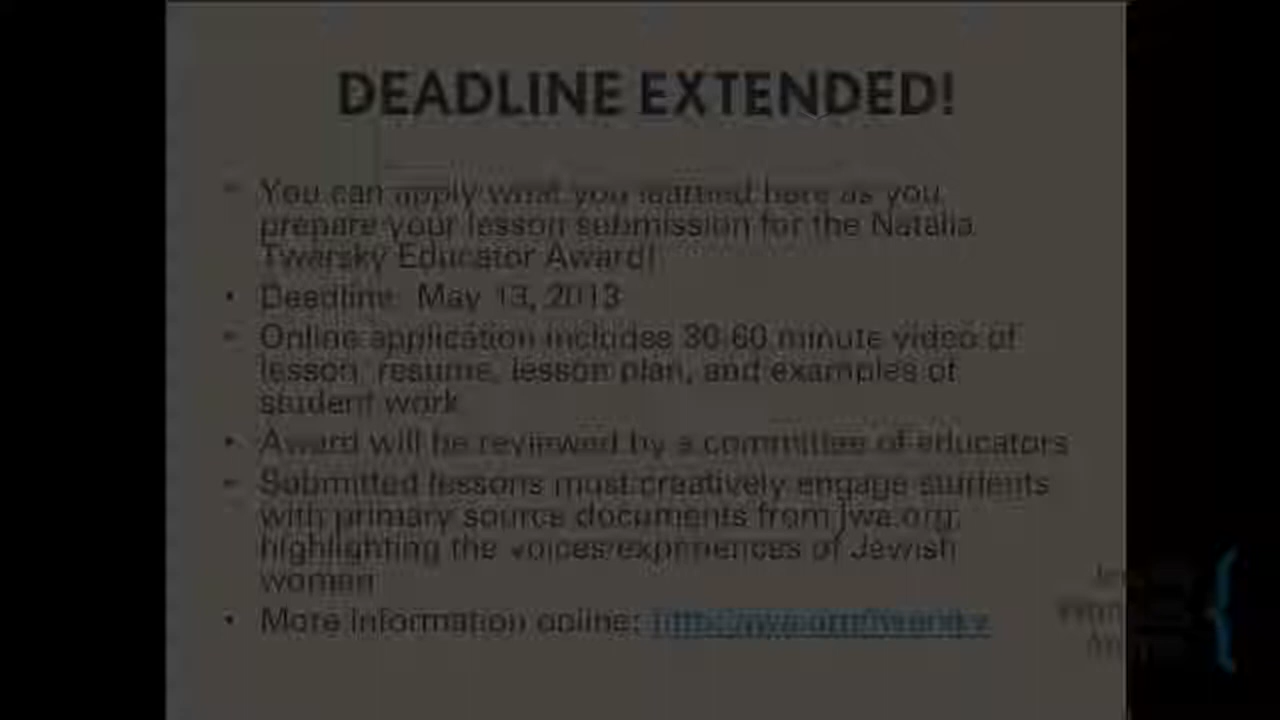 DEADLINE EXTENDED!
You can apply what you learned here as you
prepare your lesson submission for the Natalia
Twersky Educator Award!
Deadline: May 13, 2013
Online application includes 30-60 minute video of
lesson, resume, lesson plan, and examples of
student work
Award will be reviewed by a committee of educators
Submitted lessons must creatively engage students
with primary source documents from jwa.org,
highlighting the voices/experiences of Jewish
women
More information online: